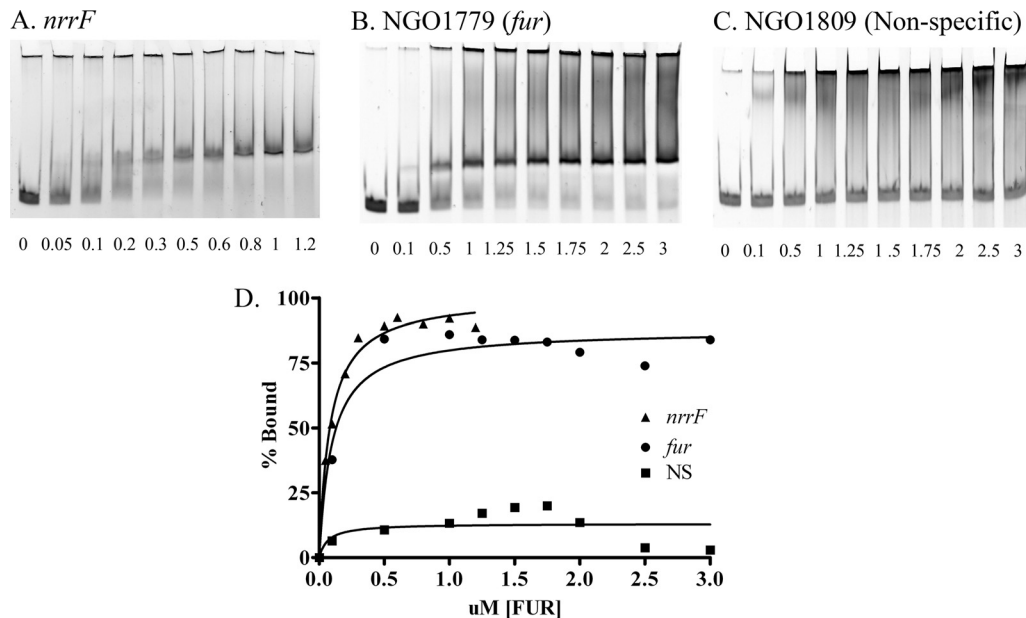 A. nrrF
B. NGO1779 (fur)
C. NGO1809 (Non-specific)
0 0.05 0.1 0.2 0.3 0.5 0.6 0.8 1 1.2
0 0.1 0.5 1 1.25 1.5 1.75 2 2.5 3
0 0.1 0.5 1 1.25 1.5 1.75 2 2.5 3
D.
100
75
50
25
0
% Bound
nrrF
fur
NS
0.0 0.5 1.0 1.5 2.0 2.5 3.0
uM [FUR]